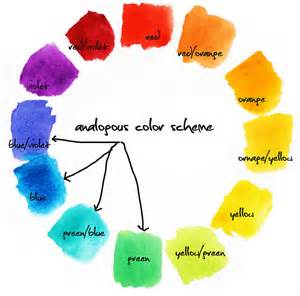 red
red/orange
orange
orange/yellow
yellow
yellow/green
green
green/blue
blue
blue/violet
violet
red/violet
analogous color scheme